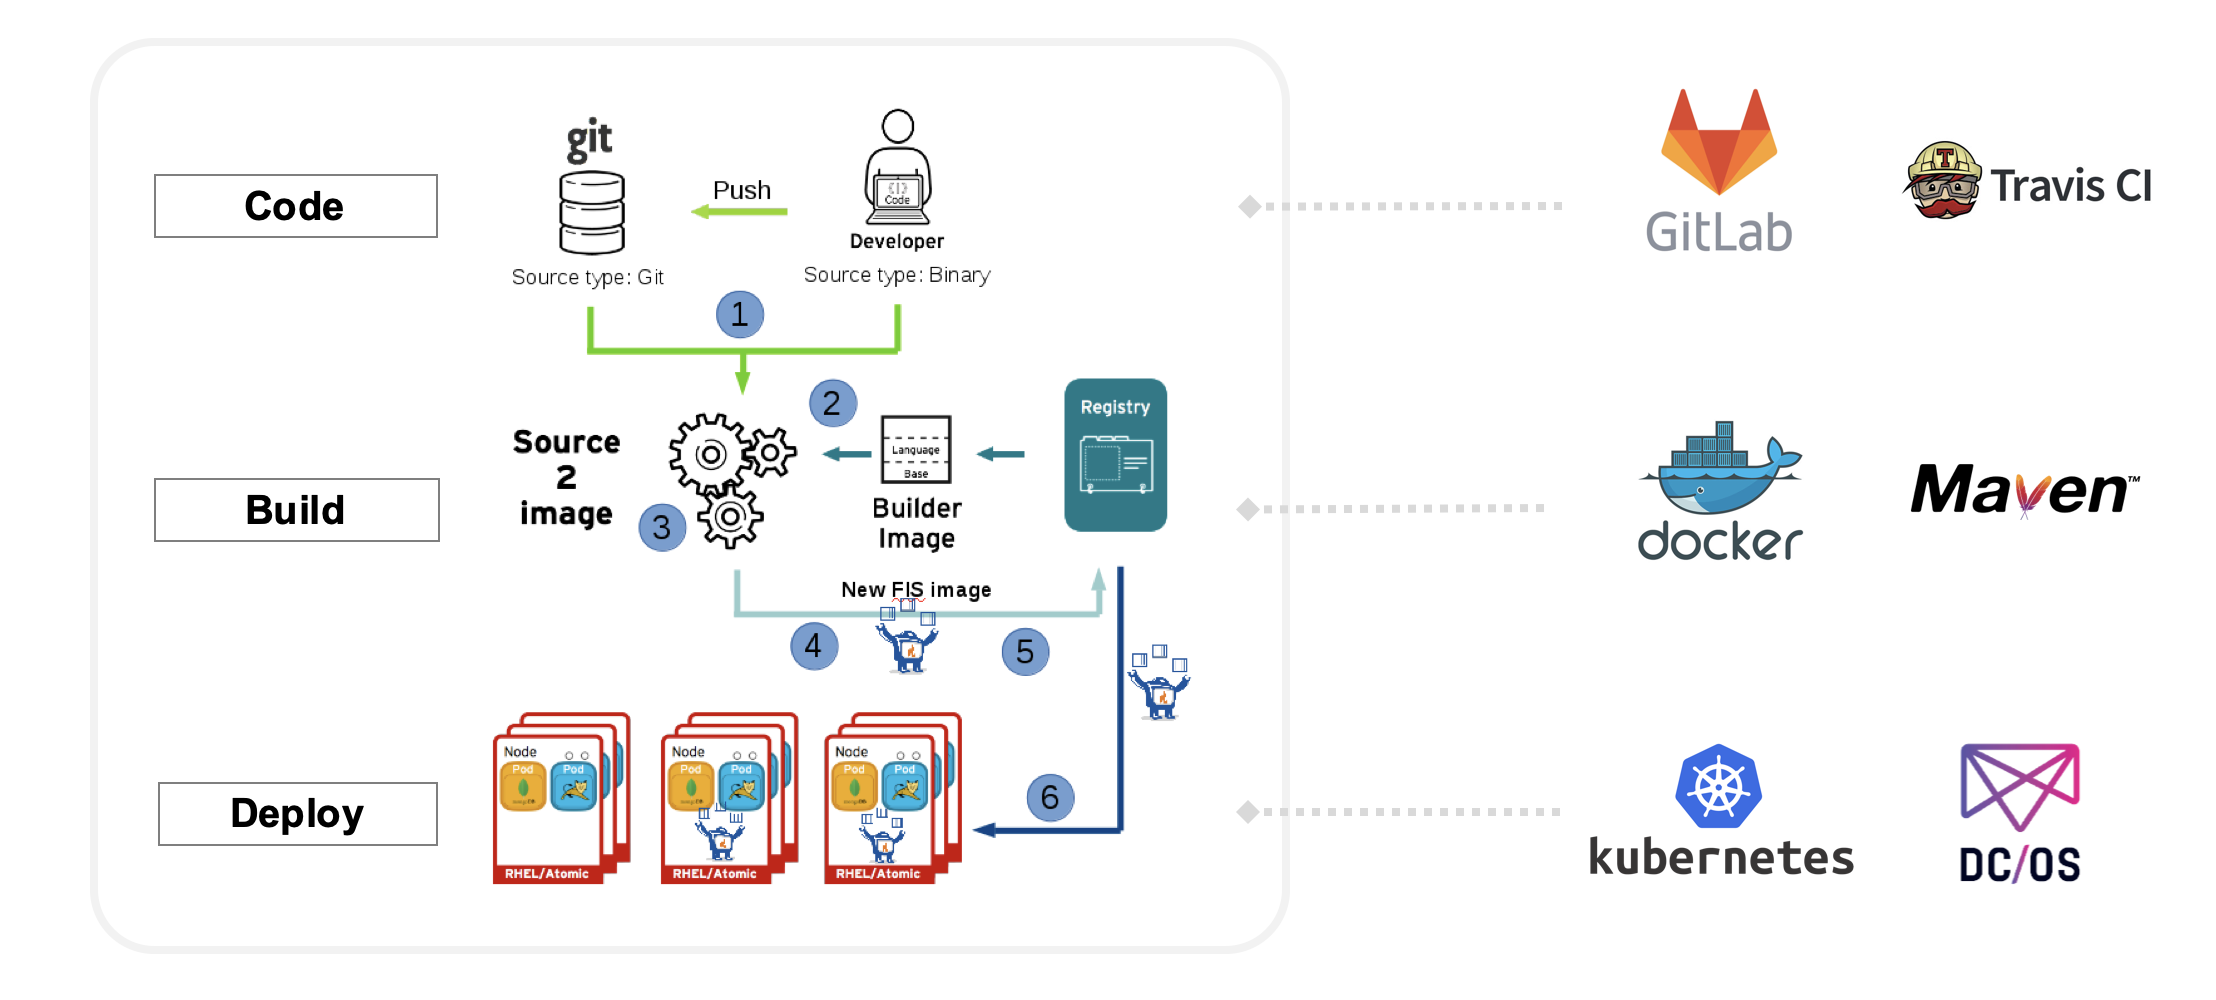 Code
git
Push
Code
Developer
Source type: Git
Source type: Binary
1
GitLab
Travis CI
Build
Source
2
image
2
3
Language
Base
Builder
Image
Registry
New FIS image
4
5
docker
Maven™
Deploy
Node
Pod
Pod
RHEL/Atomic
Node
Pod
Pod
RHEL/Atomic
Node
Pod
Pod
RHEL/Atomic
6
kubernetes
DC/OS